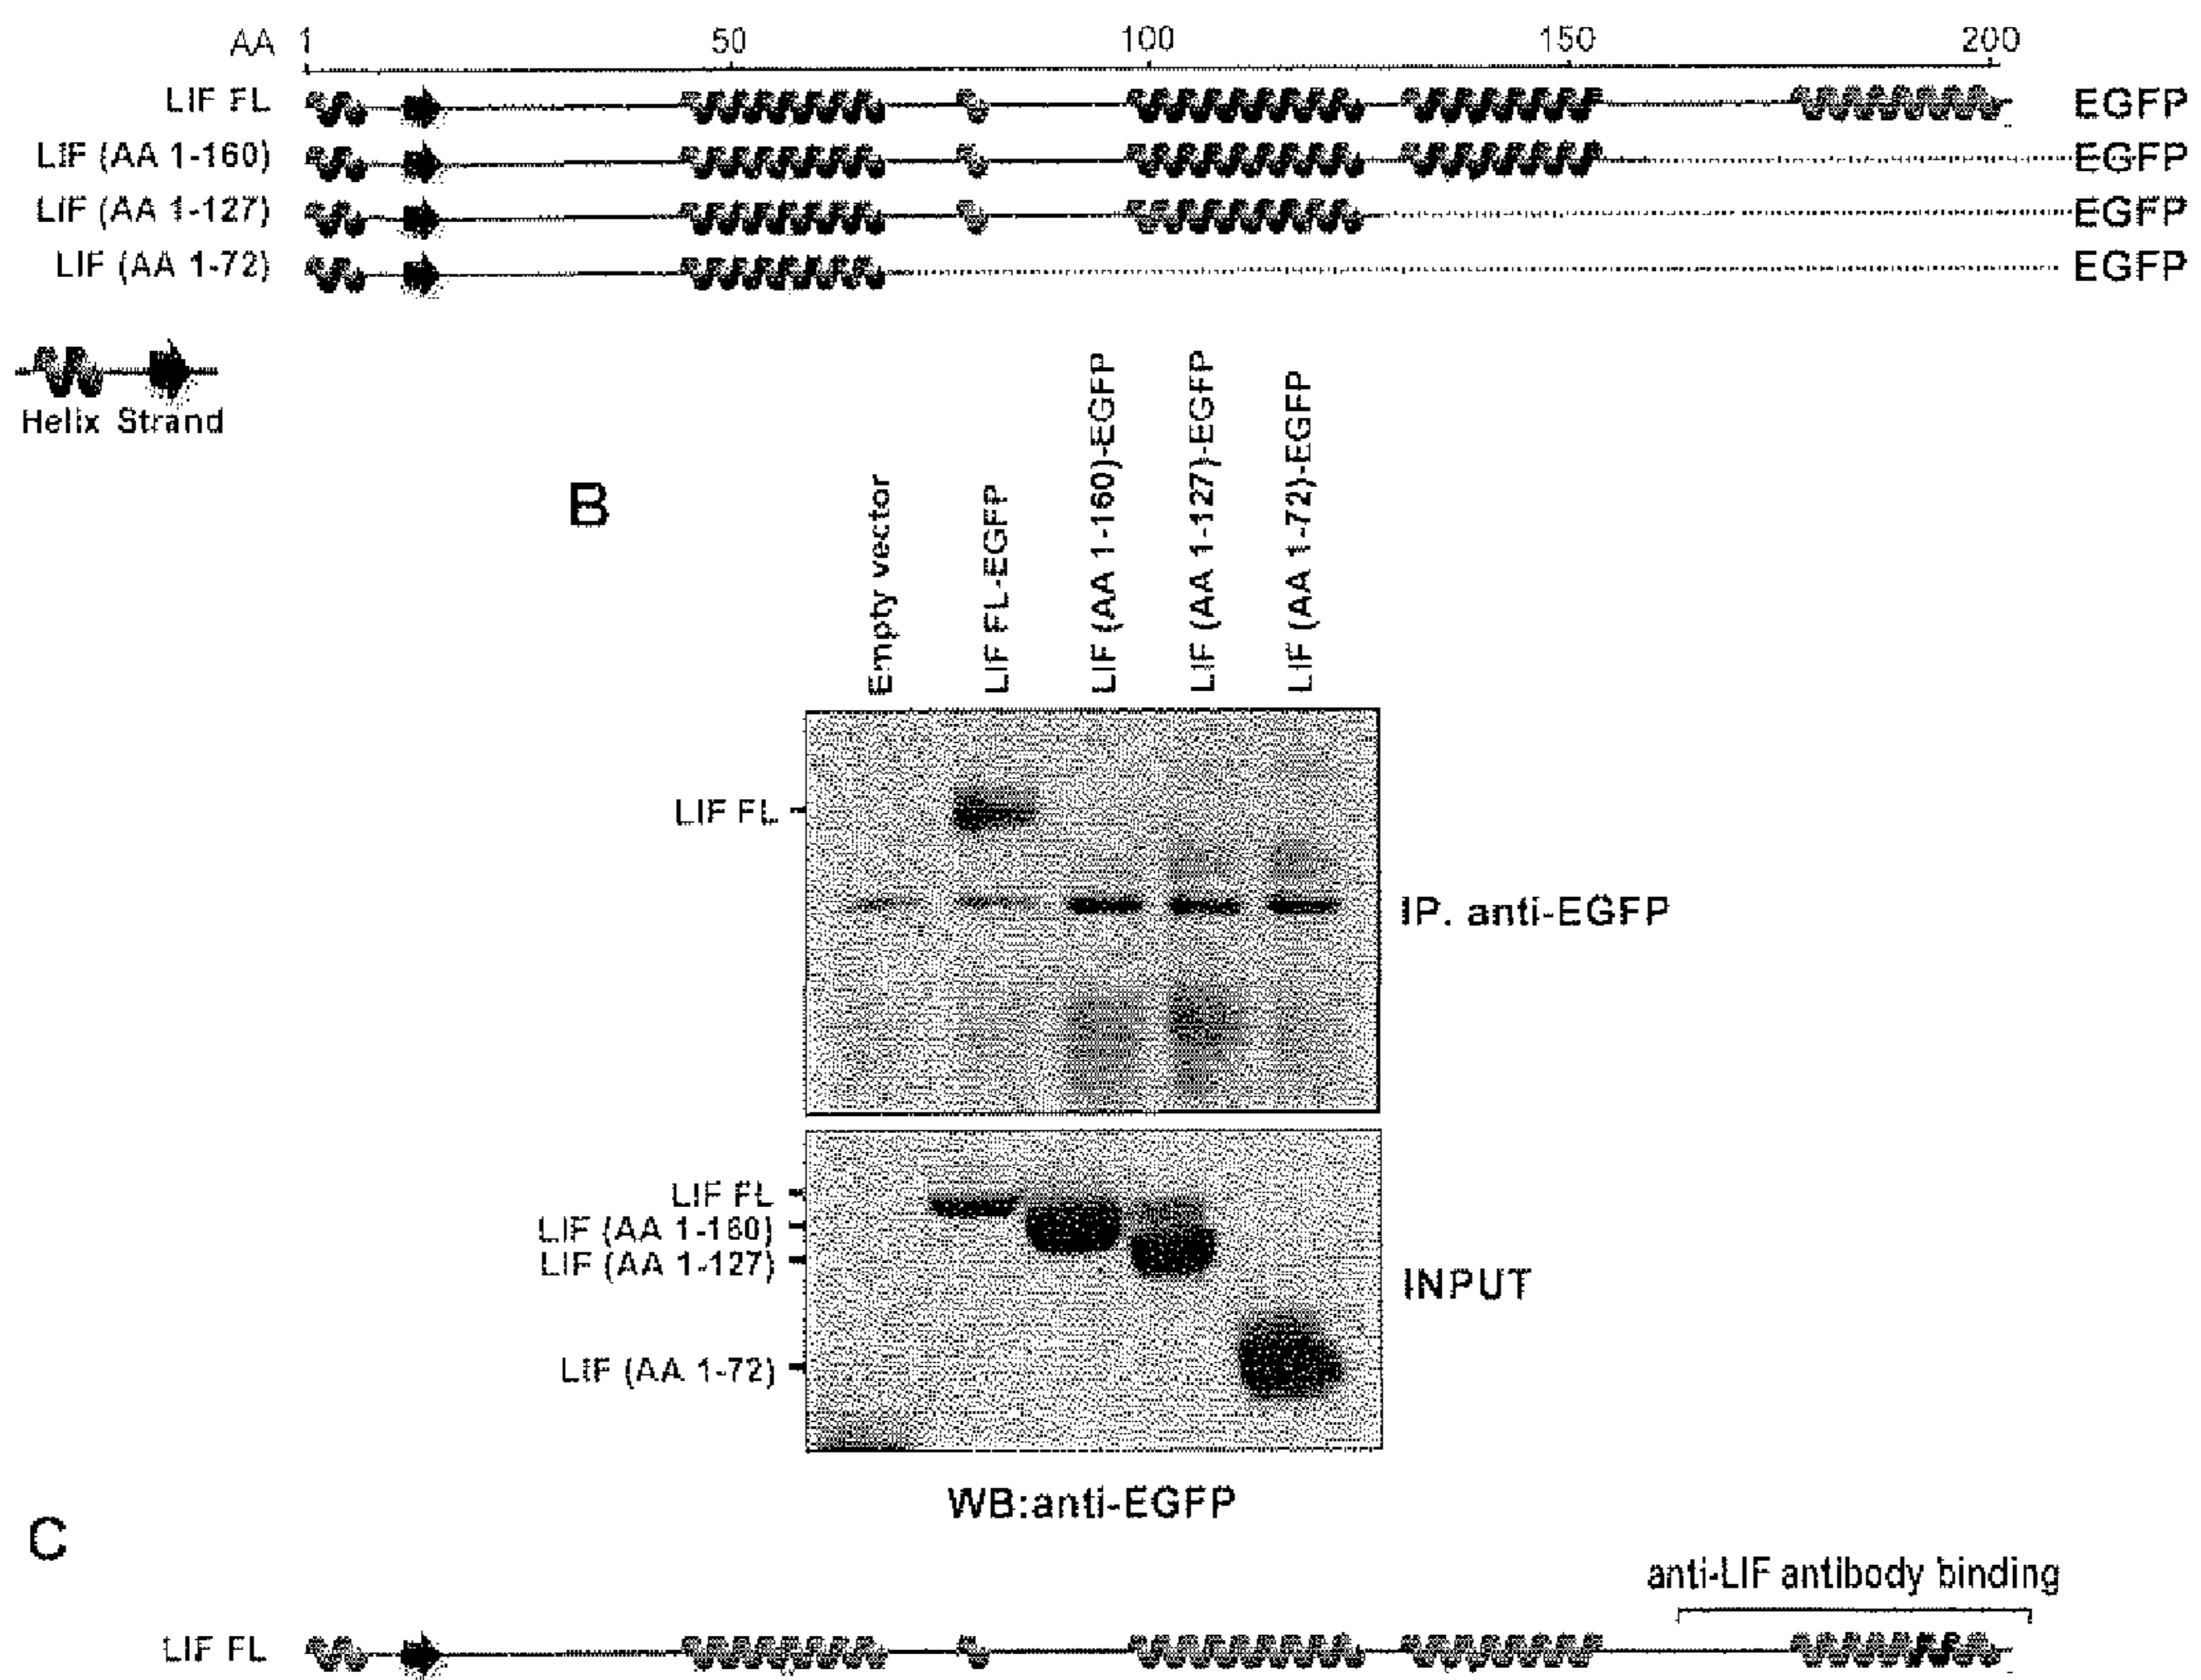 AA 1 50 100 150 200
LIF FL EGFP
LIF (AA 1-160) EGFP
LIF (AA 1-127) EGFP
LIF (AA 1-72) EGFP
Helix Strand
B
Empty vector
LIF FL-EGFP
LIF (AA 1-160)-EGFP
LIF (AA 1-127)-EGFP
LIF (AA 1-72)-EGFP
LIF FL
IP. anti-EGFP
LIF FL
LIF (AA 1-160)
LIF (AA 1-127)
INPUT
LIF (AA 1-72)
WB:anti-EGFP
C
anti-LIF antibody binding
LIF FL